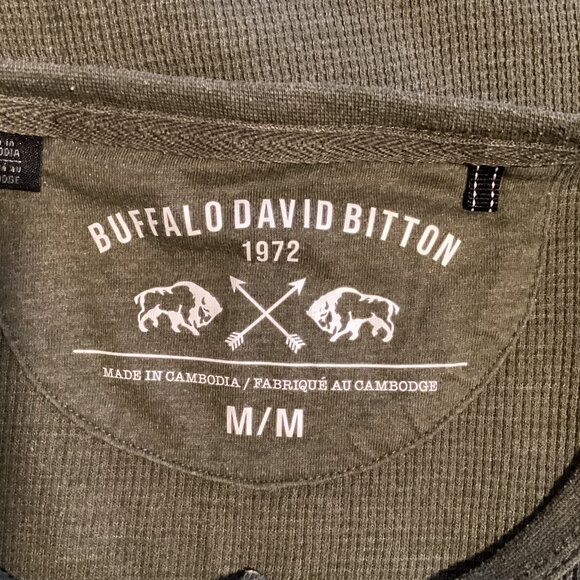 BUFFALO DAVID BITTON
1972
MADE IN CAMBODIA / FABRIQUÉ AU CAMBODGE
M/M